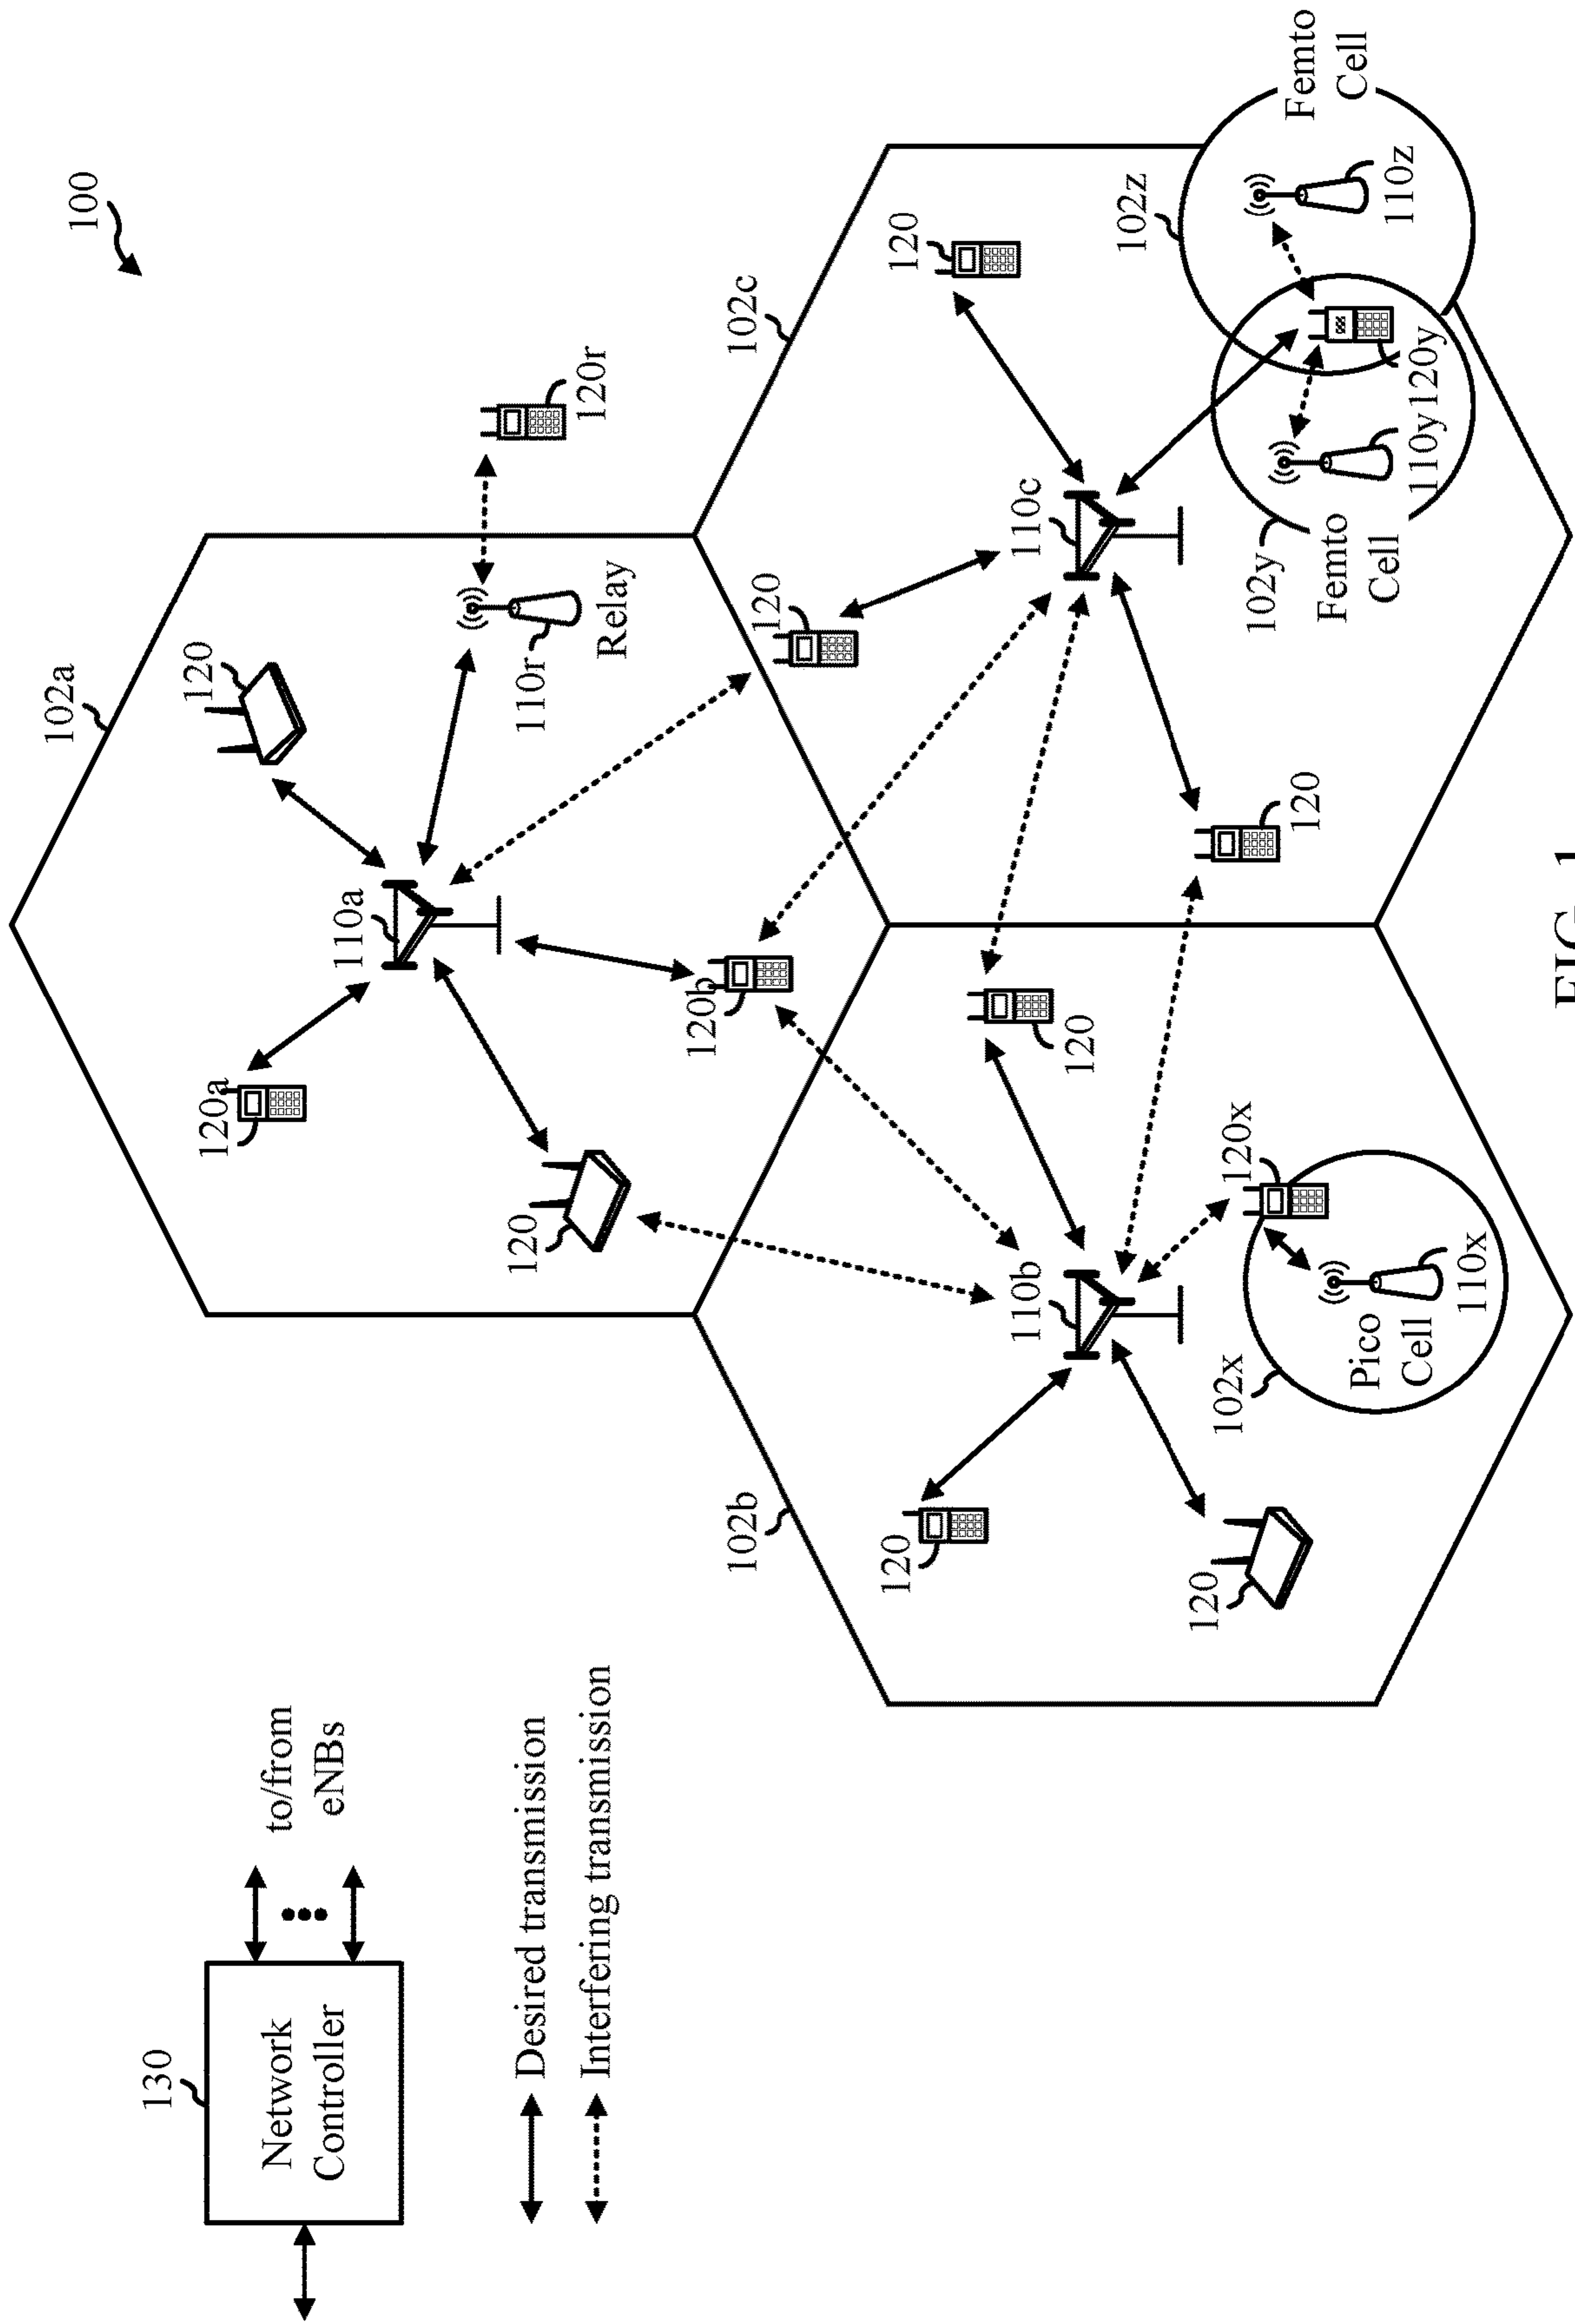 100
130
Network
Controller
to/from
eNBs
Desired transmission
Interfering transmission
102a
120a
110a
120
120
110r
Relay
120r
120b
102b
120
120
110b
120
120x
102x
Pico
Cell
110x
102c
120
120
110c
120
102y
Femto
Cell
110y
120y
102z
110z
Femto
Cell
FIG. 1